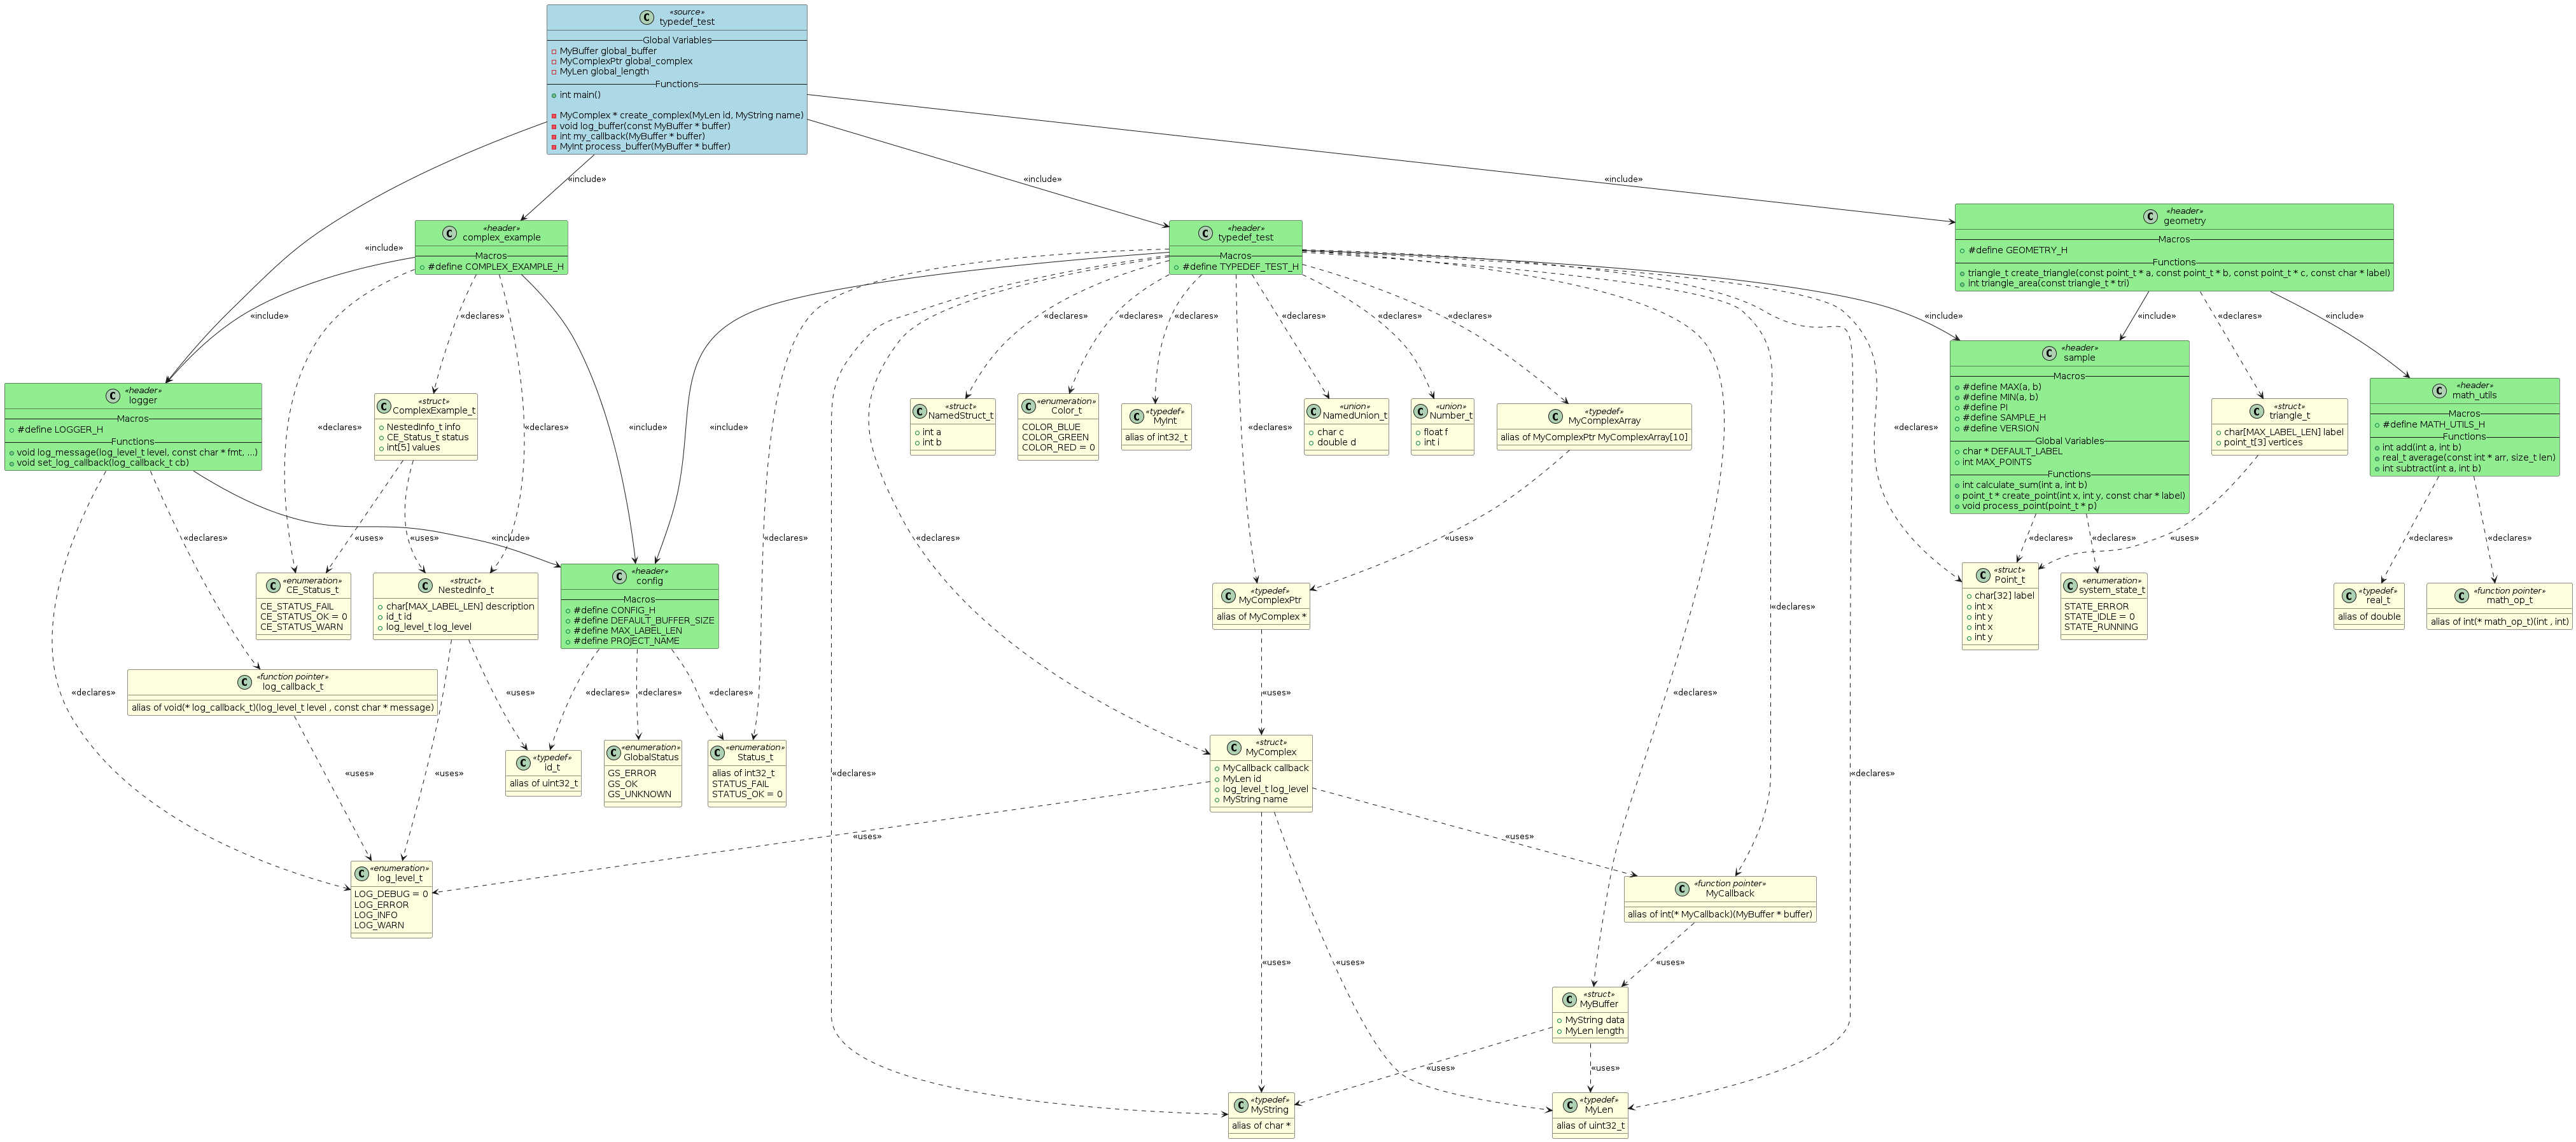 C «source»
typedef_test
Global Variables
MyBuffer global_buffer
MyComplexPtr global_complex
MyLen global_length
Functions
int main()
MyComplex * create_complex(MyLen id, MyString name)
void log_buffer(const MyBuffer * buffer)
int my_callback(MyBuffer * buffer)
MyInt process_buffer(MyBuffer * buffer)
«include»
«include»
«include»
C «header»
complex_example
Macros
#define COMPLEX_EXAMPLE_H
C «header»
typedef_test
Macros
#define TYPEDEF_TEST_H
C «header»
geometry
Macros
#define GEOMETRY_H
Functions
triangle_t create_triangle(const point_t * a, const point_t * b, const point_t * c, const char * label)
int triangle_area(const triangle_t * tri)
«include»
«include»
«declares»
«declares»
«declares»
«declares»
«declares»
«declares»
«declares»
«declares»
«include»
«include»
«declares»
«include»
C «header»
logger
Macros
#define LOGGER_H
Functions
void log_message(log_level_t level, const char * fmt, ...)
void set_log_callback(log_callback_t cb)
«declares»
C «struct»
ComplexExample_t
NestedInfo_t info
CE_Status_t status
int[5] values
«declares»
«include»
«include»
C «struct»
NamedStruct_t
int a
int b
C «enumeration»
Color_t
COLOR_BLUE
COLOR_GREEN
COLOR_RED = 0
C «typedef»
MyInt
alias of int32_t
«declares»
C «union»
NamedUnion_t
char c
double d
C «union»
Number_t
float f
int i
C «typedef»
MyComplexArray
alias of MyComplexPtr MyComplexArray[10]
«declares»
C «header»
sample
Macros
#define MAX(a, b)
#define MIN(a, b)
#define PI
#define SAMPLE_H
#define VERSION
Global Variables
char * DEFAULT_LABEL
int MAX_POINTS
Functions
int calculate_sum(int a, int b)
point_t * create_point(int x, int y, const char * label)
void process_point(point_t * p)
C «struct»
triangle_t
char[MAX_LABEL_LEN] label
point_t[3] vertices
C «header»
math_utils
Macros
#define MATH_UTILS_H
Functions
int add(int a, int b)
real_t average(const int * arr, size_t len)
int subtract(int a, int b)
«declares»
«uses»
«uses»
«include»
«declares»
«declares»
«uses»
«declares»
«declares»
«uses»
«declares»
«declares»
C «enumeration»
CE_Status_t
CE_STATUS_FAIL
CE_STATUS_OK = 0
CE_STATUS_WARN
C «struct»
NestedInfo_t
char[MAX_LABEL_LEN] description
id_t id
log_level_t log_level
C «header»
config
Macros
#define CONFIG_H
#define DEFAULT_BUFFER_SIZE
#define MAX_LABEL_LEN
#define PROJECT_NAME
C «typedef»
MyComplexPtr
alias of MyComplex *
«declares»
C «struct»
Point_t
char[32] label
int x
int y
int x
int y
C «enumeration»
system_state_t
STATE_ERROR
STATE_IDLE = 0
STATE_RUNNING
C «typedef»
real_t
alias of double
C «function pointer»
math_op_t
alias of int(* math_op_t)(int , int)
«declares»
C «function pointer»
log_callback_t
alias of void(* log_callback_t)(log_level_t level , const char * message)
«uses»
«declares»
«declares»
«declares»
«uses»
«declares»
«uses»
«uses»
C «typedef»
id_t
alias of uint32_t
C «enumeration»
GlobalStatus
GS_ERROR
GS_OK
GS_UNKNOWN
C «enumeration»
Status_t
alias of int32_t
STATUS_FAIL
STATUS_OK = 0
«declares»
C «struct»
MyComplex
MyCallback callback
MyLen id
log_level_t log_level
MyString name
«declares»
«uses»
«uses»
C «enumeration»
log_level_t
LOG_DEBUG = 0
LOG_ERROR
LOG_INFO
LOG_WARN
C «function pointer»
MyCallback
alias of int(* MyCallback)(MyBuffer * buffer)
«uses»
«uses»
«uses»
C «struct»
MyBuffer
MyString data
MyLen length
«uses»
«uses»
C «typedef»
MyString
alias of char *
C «typedef»
MyLen
alias of uint32_t